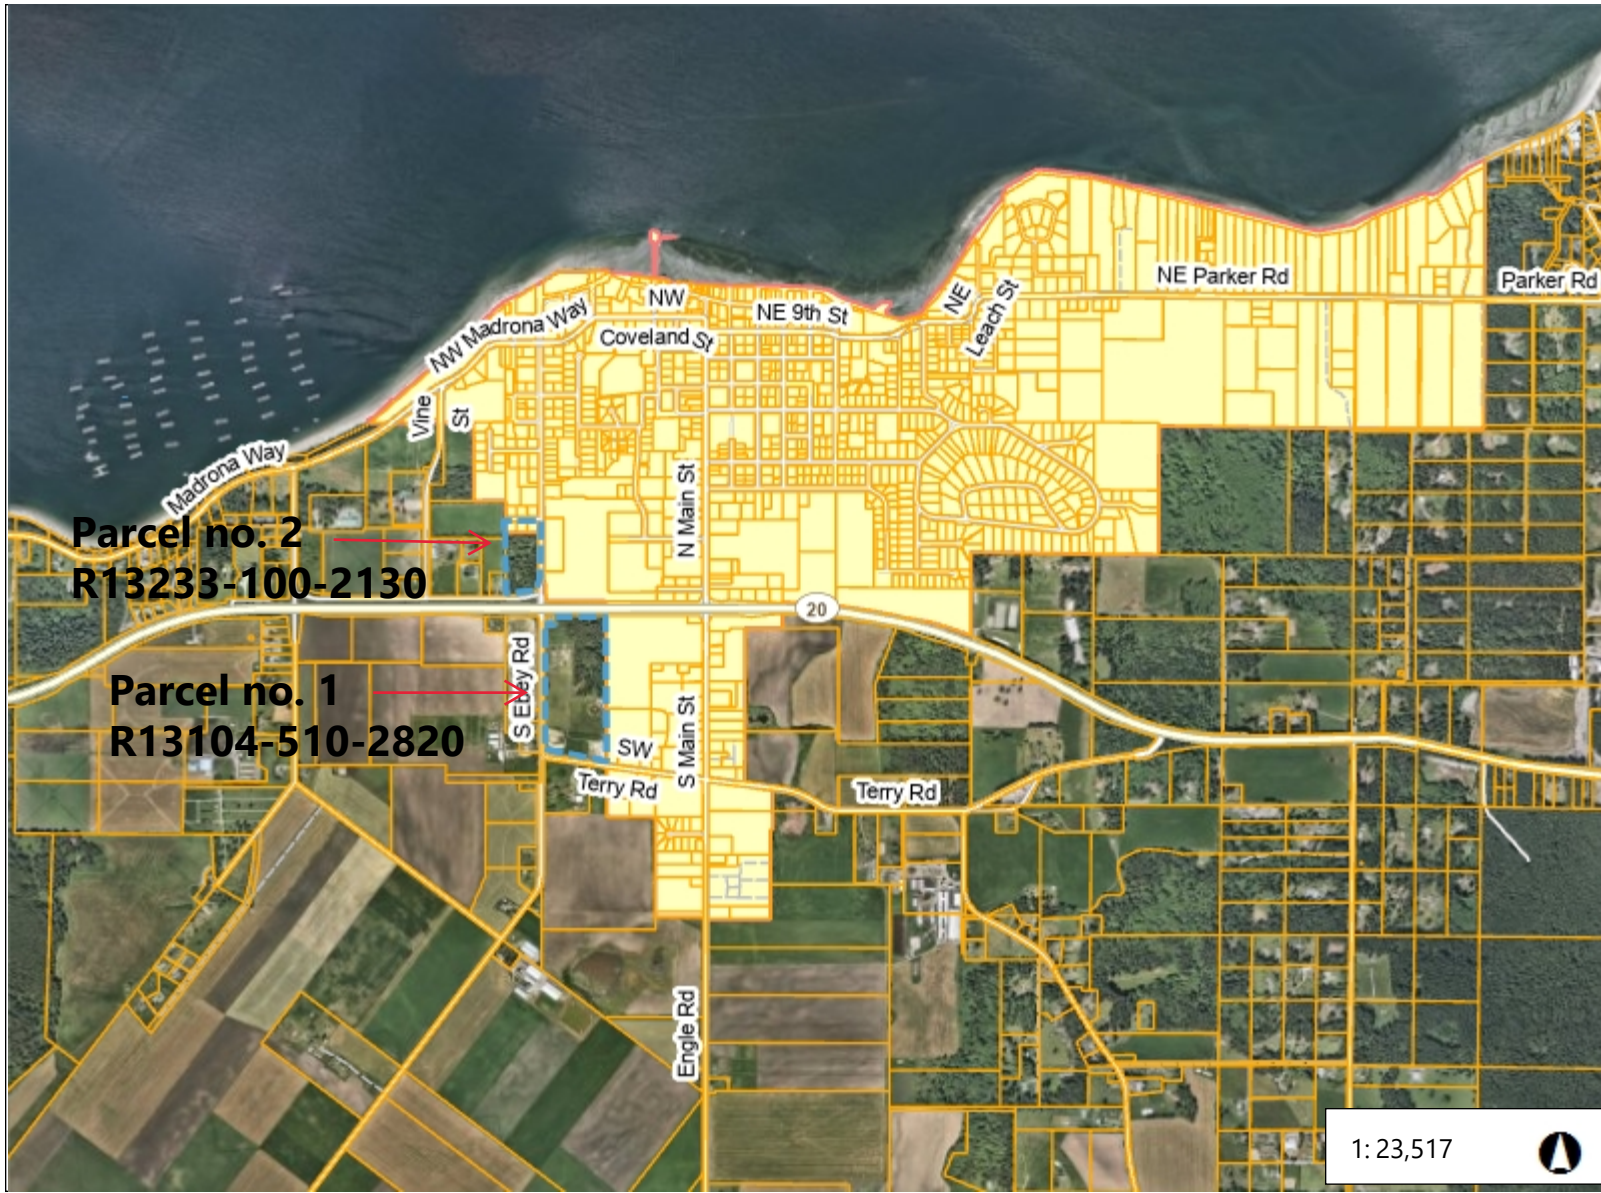 NE Parker Rd
Parker Rd
NW
NE 9th St
NE
Leach St
NW Madrona Way
Coveland St
Vine
St
Madrona Way
N Main St
Parcel no. 2
R13233-100-2130
20
S Ebey Rd
Parcel no. 1
R13104-510-2820
SW
Terry Rd
S Main St
Terry Rd
Engle Rd
1: 23,517